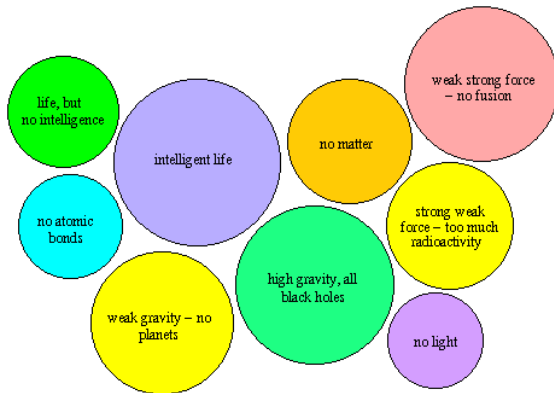 life, but
no intelligence
intelligent life
no matter
weak strong force
– no fusion
no atomic
bonds
strong weak
force – too much
radioactivity
weak gravity – no
planets
high gravity, all
black holes
no light